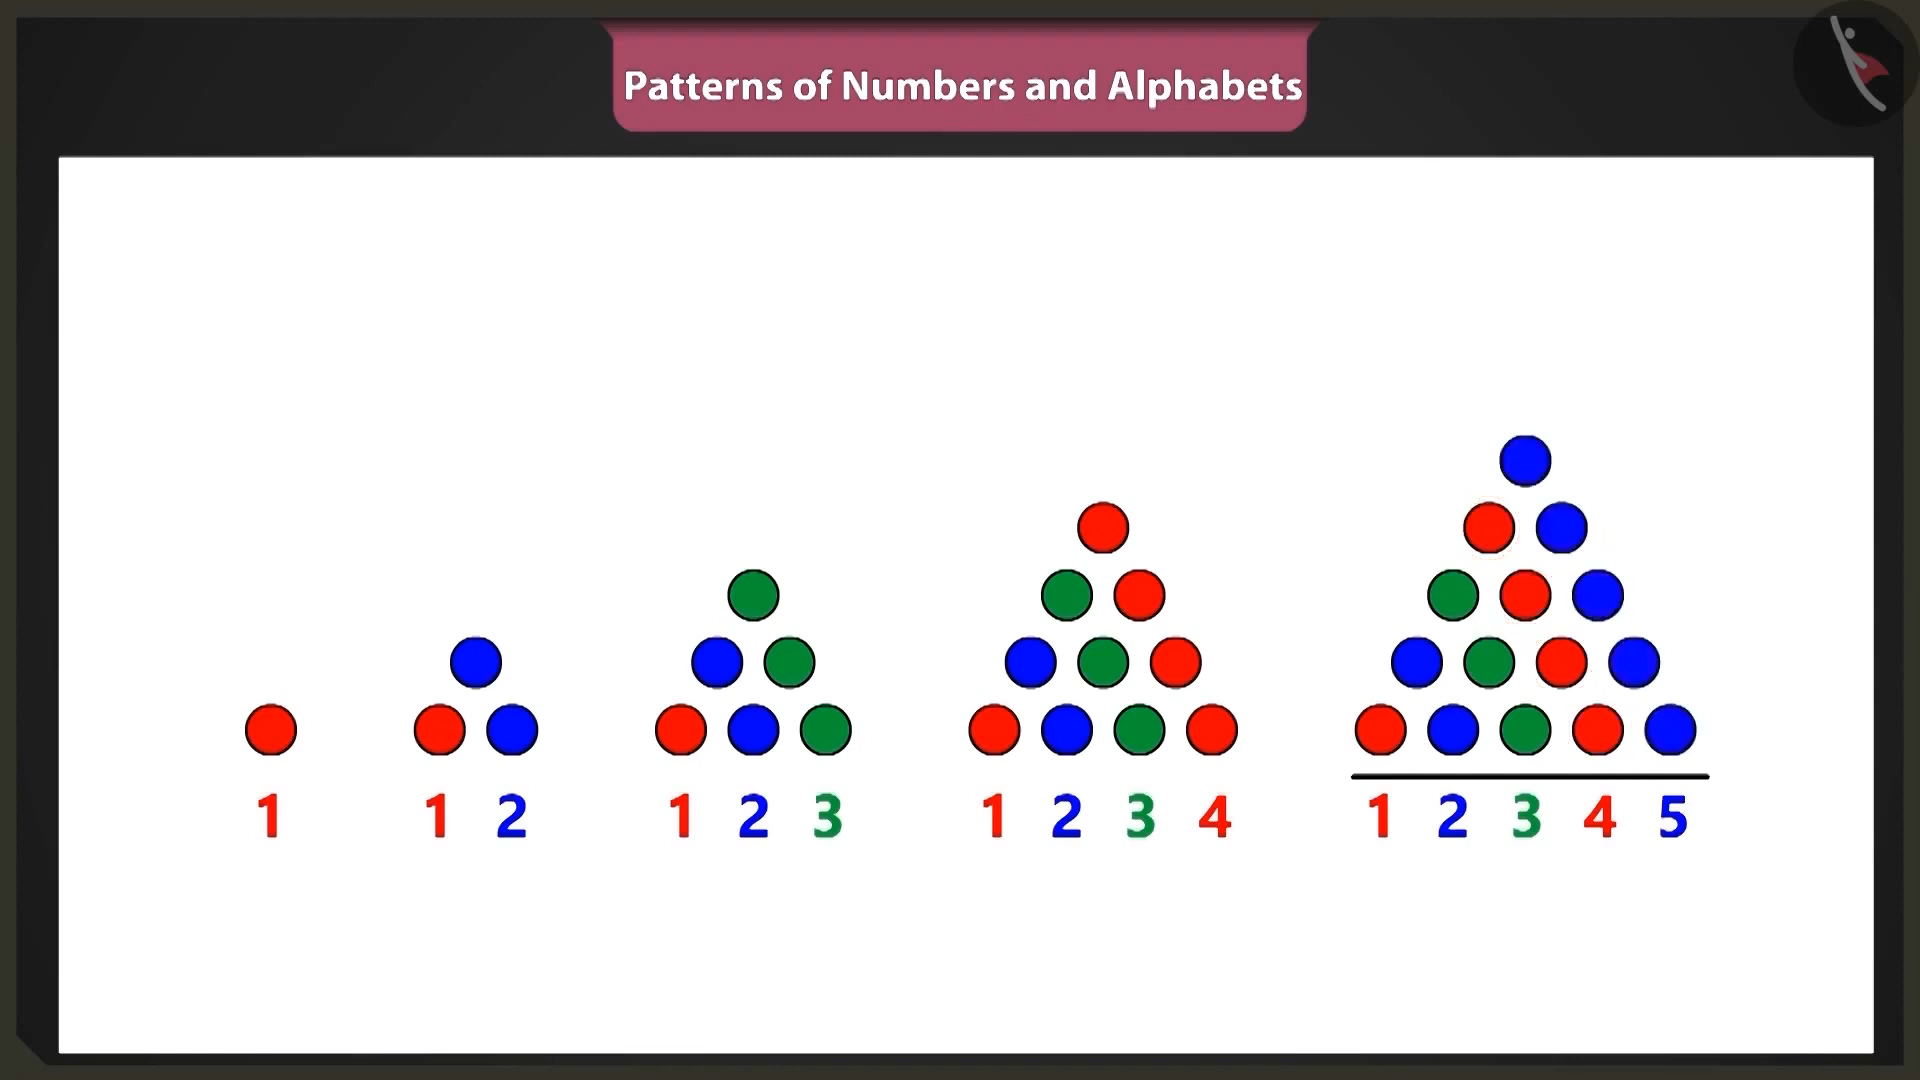 Patterns of Numbers and Alphabets
1 1 2 1 2 3 1 2 3 4 1 2 3 4 5